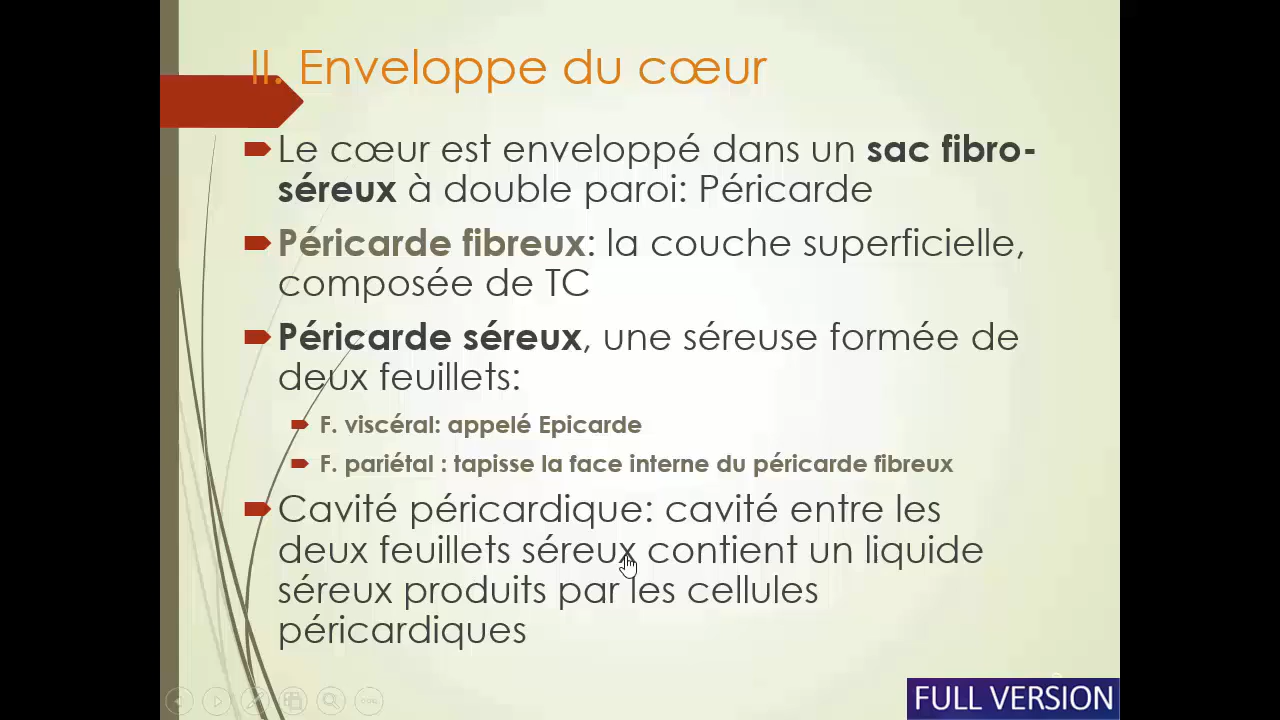 II. Enveloppe du cœur
Le cœur est enveloppé dans un sac fibro-
séreux à double paroi: Péricarde
Péricarde fibreux: la couche superficielle,
composée de TC
Péricarde séreux, une séreuse formée de
deux feuillets:
F. viscéral: appelé Epicarde
F. pariétal : tapisse la face interne du péricarde fibreux
Cavité péricardique: cavité entre les
deux feuillets séreux contient un liquide
séreux produits par les cellules
péricardiques
FULL VERSION